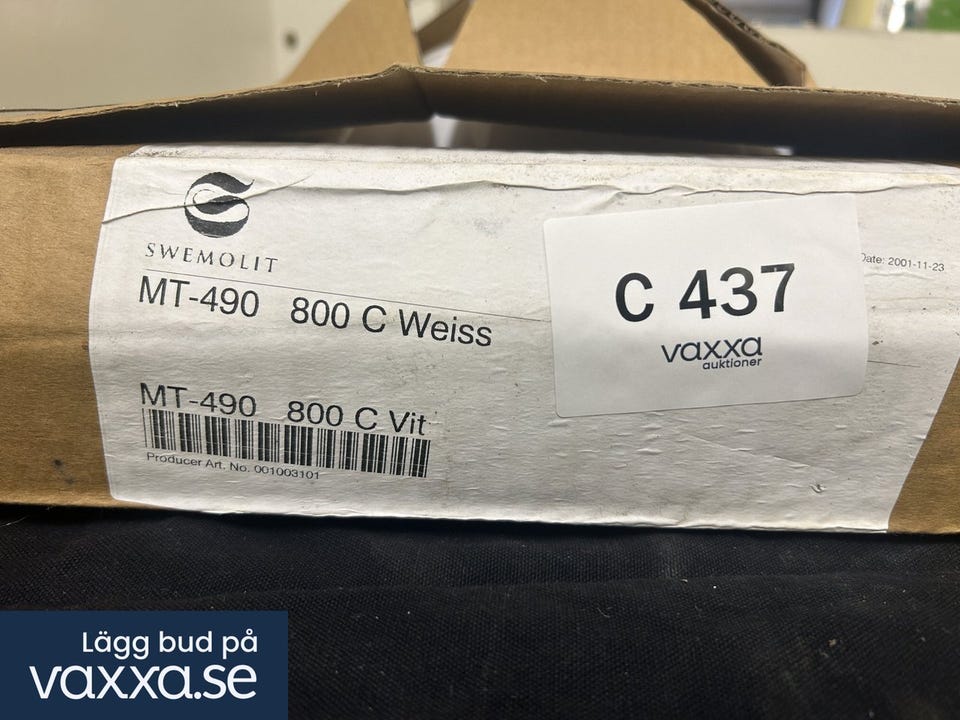 SWEMOLIT
MT-490 800 C Weiss
MT-490 800 C Vit
Producer Art. No. 001003101
C 437
vaxxa
auktioner
Date: 2001-11-23
Lägg bud på
vaxxa.se